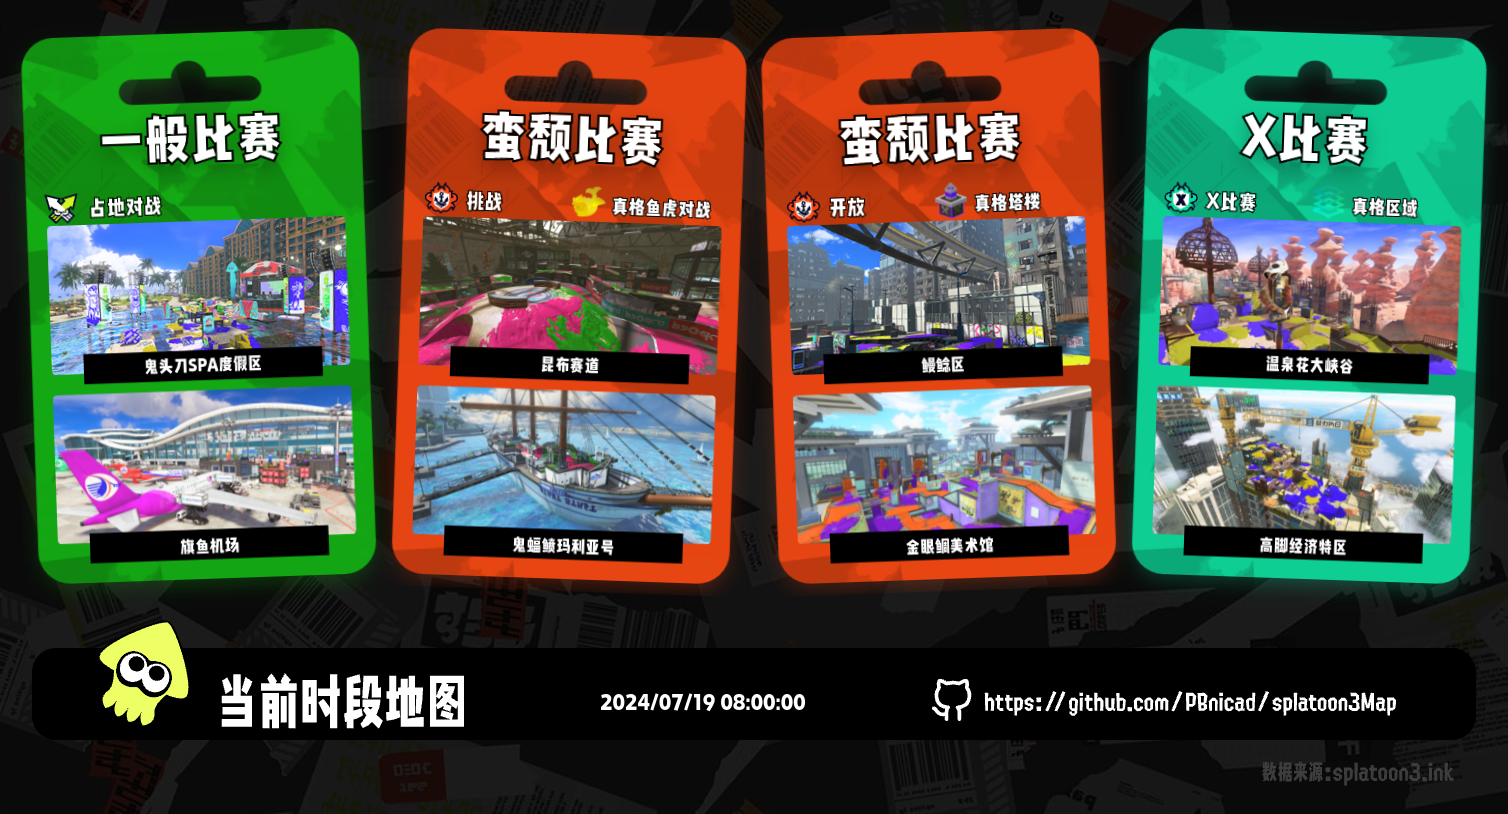 一般比赛
占地对战
鬼头刀SPA度假区
旗鱼机场
蛮颓比赛
挑战
真格鱼虎对战
昆布赛道
鬼蝠鲼玛利亚号
蛮颓比赛
开放
真格塔楼
鳗鲶区
金眼鲷美术馆
X比赛
X比赛
真格区域
温泉花大峡谷
高脚经济特区
当前时段地图
2024/07/19 08:00:00
https://github.com/PBnicad/splatoon3Map
数据来源:splatoon3.ink